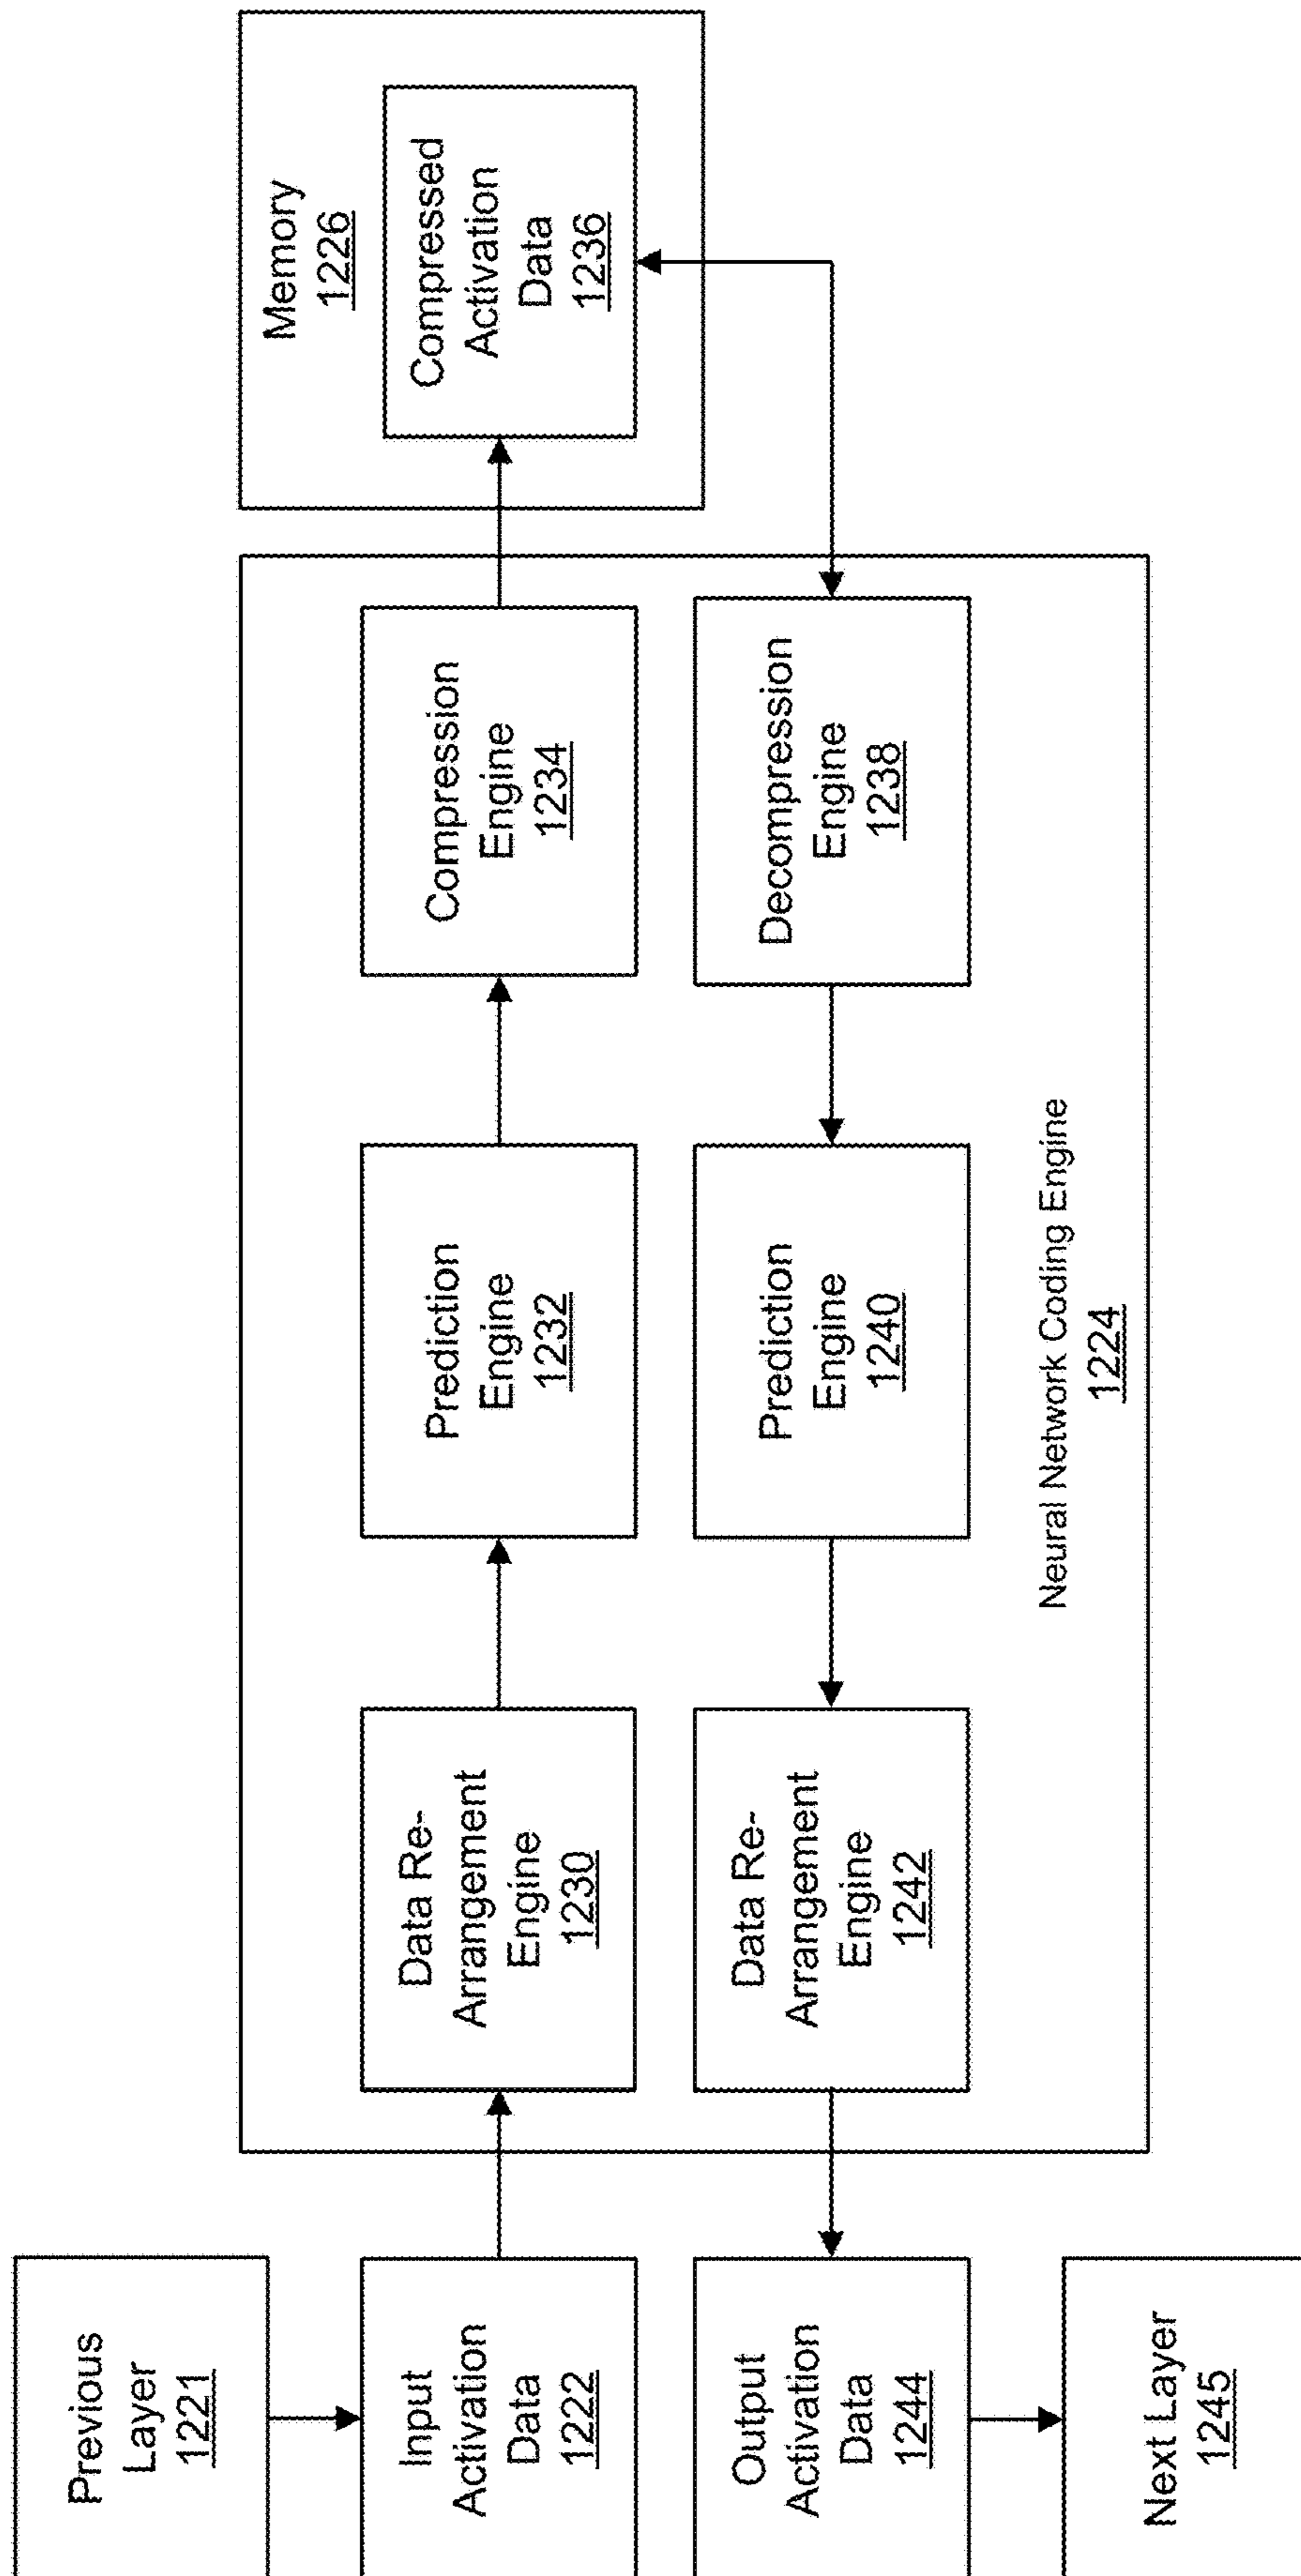 Previous
Layer
1221
Input
Activation
Data
1222
Data Re-
Arrangement
Engine
1230
Prediction
Engine
1232
Compression
Engine
1234
Memory
1226
Compressed
Activation
Data
1236
Decompression
Engine
1238
Prediction
Engine
1240
Data Re-
Arrangement
Engine
1242
Output
Activation
Data
1244
Next Layer
1245
Neural Network Coding Engine
1224